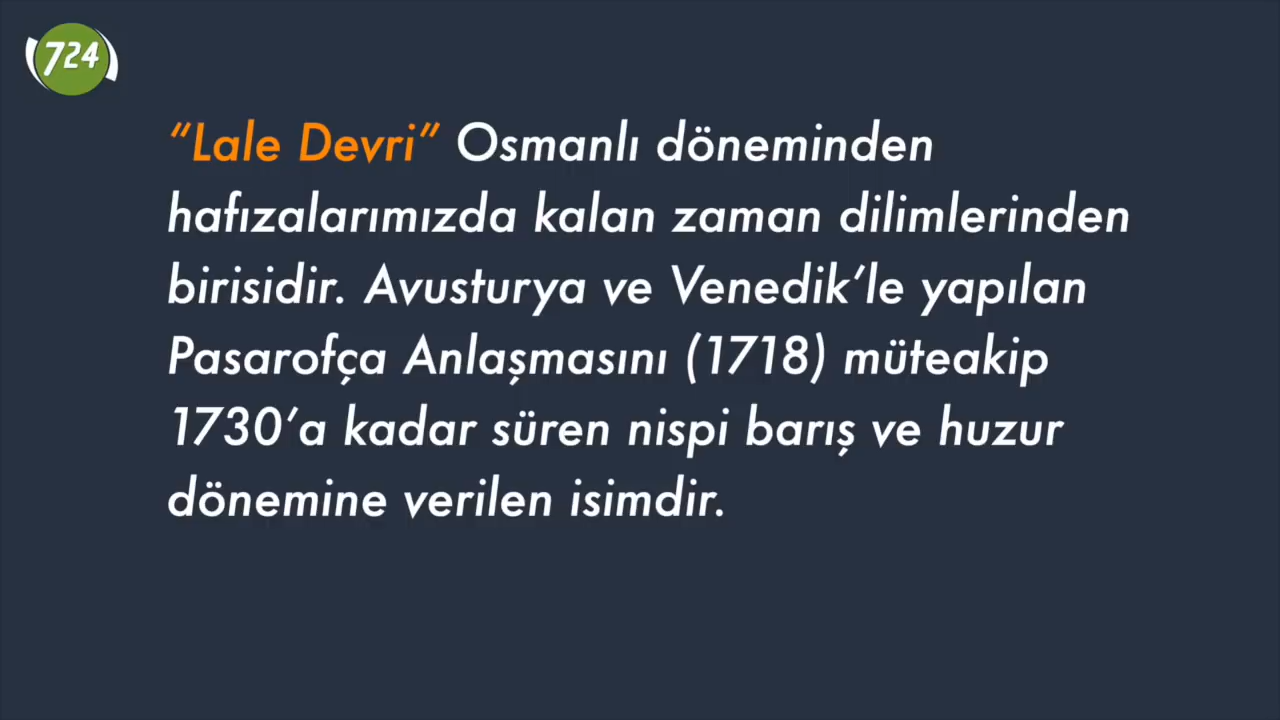 724
“Lale Devri” Osmanlı döneminden
hafızalarımızda kalan zaman dilimlerinden
birisidir. Avusturya ve Venedik’le yapılan
Pasarofça Anlaşmasını (1718) müteakip
1730’a kadar süren nispi barış ve huzur
dönemine verilen isimdir.